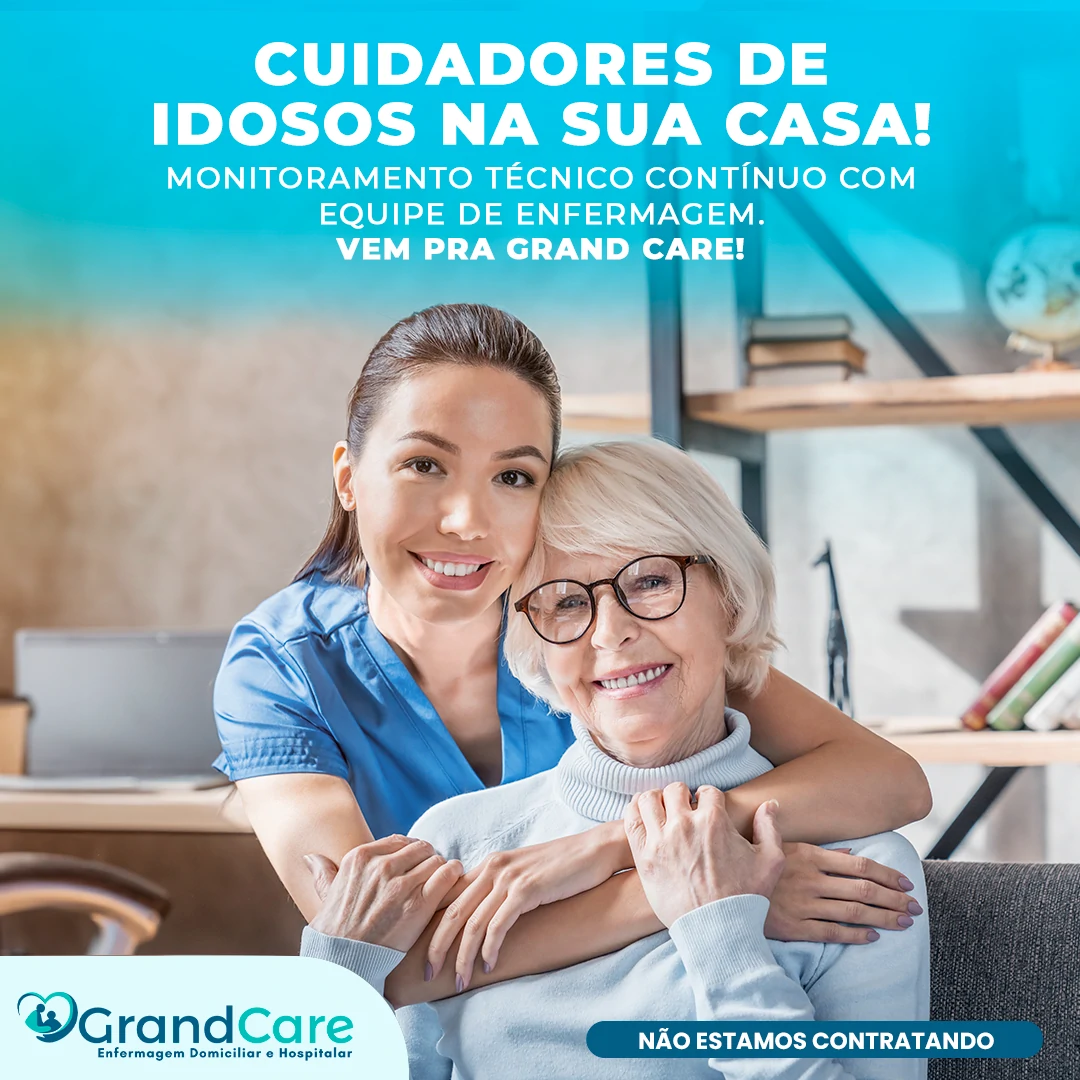 CUIDADORES DE
IDOSOS NA SUA CASA!
MONITORAMENTO TÉCNICO CONTÍNUO COM
EQUIPE DE ENFERMAGEM.
VEM PRA GRAND CARE!
GrandCare
Enfermagem Domiciliar e Hospitalar
NÃO ESTAMOS CONTRATANDO